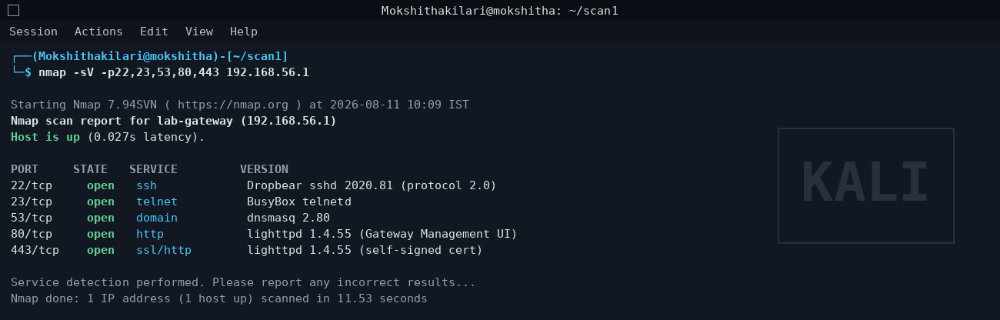 Mokshithakilari@mokshitha: ~/scan1
Session Actions Edit View Help
┌──(Mokshithakilari@mokshitha)-[~/scan1]
└─$ nmap -sV -p22,23,53,80,443 192.168.56.1
Starting Nmap 7.94SVN ( https://nmap.org ) at 2026-08-11 10:09 IST
Nmap scan report for lab-gateway (192.168.56.1)
Host is up (0.027s latency).
PORT     STATE   SERVICE         VERSION
22/tcp     open   ssh             Dropbear sshd 2020.81 (protocol 2.0)
23/tcp     open   telnet          BusyBox telnetd
53/tcp     open   domain          dnsmasq 2.80
80/tcp     open   http            lighttpd 1.4.55 (Gateway Management UI)
443/tcp    open   ssl/http        lighttpd 1.4.55 (self-signed cert)
KALI
Service detection performed. Please report any incorrect results...
Nmap done: 1 IP address (1 host up) scanned in 11.53 seconds